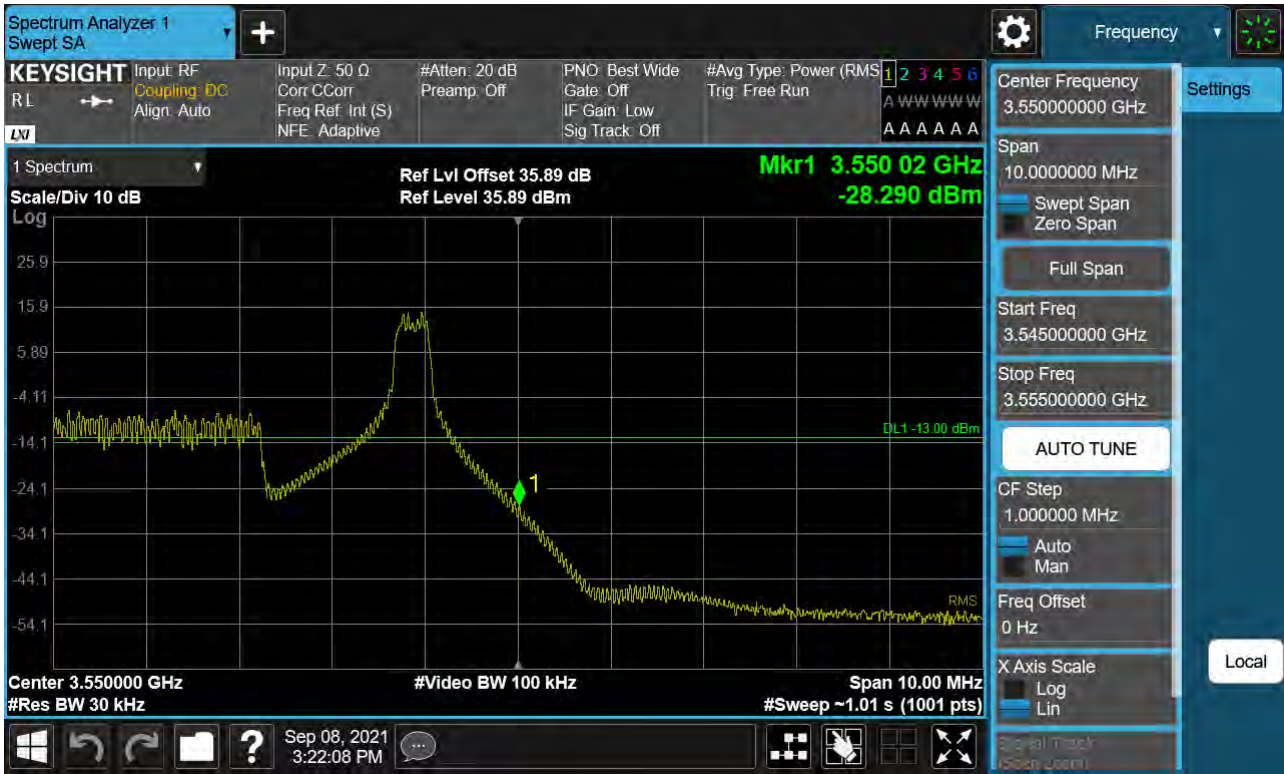 Spectrum Analyzer 1
Swept SA
Frequency
KEYSIGHT
RL
LXI
Input: RF
Coupling: DC
Align: Auto
Input Z: 50 Ω
Corr CCorr
Freq Ref: Int (S)
NFE: Adaptive
#Atten: 20 dB
Preamp: Off
PNO: Best Wide
Gate: Off
IF Gain: Low
Sig Track: Off
#Avg Type: Power (RMS
Trig: Free Run
1 2 3 4 5 6
A W W W W W
A A A A A A
1 Spectrum
Scale/Div 10 dB
Log
Ref Lvl Offset 35.89 dB
Ref Level 35.89 dBm
Mkr1 3.550 02 GHz
-28.290 dBm
25.9
15.9
5.89
-4.11
-14.1
-24.1
-34.1
-44.1
-54.1
DL1 -13.00 dBm
1
RMS
Center 3.550000 GHz
#Video BW 100 kHz
Span 10.00 MHz
#Res BW 30 kHz
#Sweep ~1.01 s (1001 pts)
Center Frequency
3.550000000 GHz
Settings
Span
10.0000000 MHz
Swept Span
Zero Span
Full Span
Start Freq
3.545000000 GHz
Stop Freq
3.555000000 GHz
AUTO TUNE
CF Step
1.000000 MHz
Auto
Man
Freq Offset
0 Hz
X Axis Scale
Log
Lin
Signal Track
(Span Zoom)
Local
?
Sep 08, 2021
3:22:08 PM